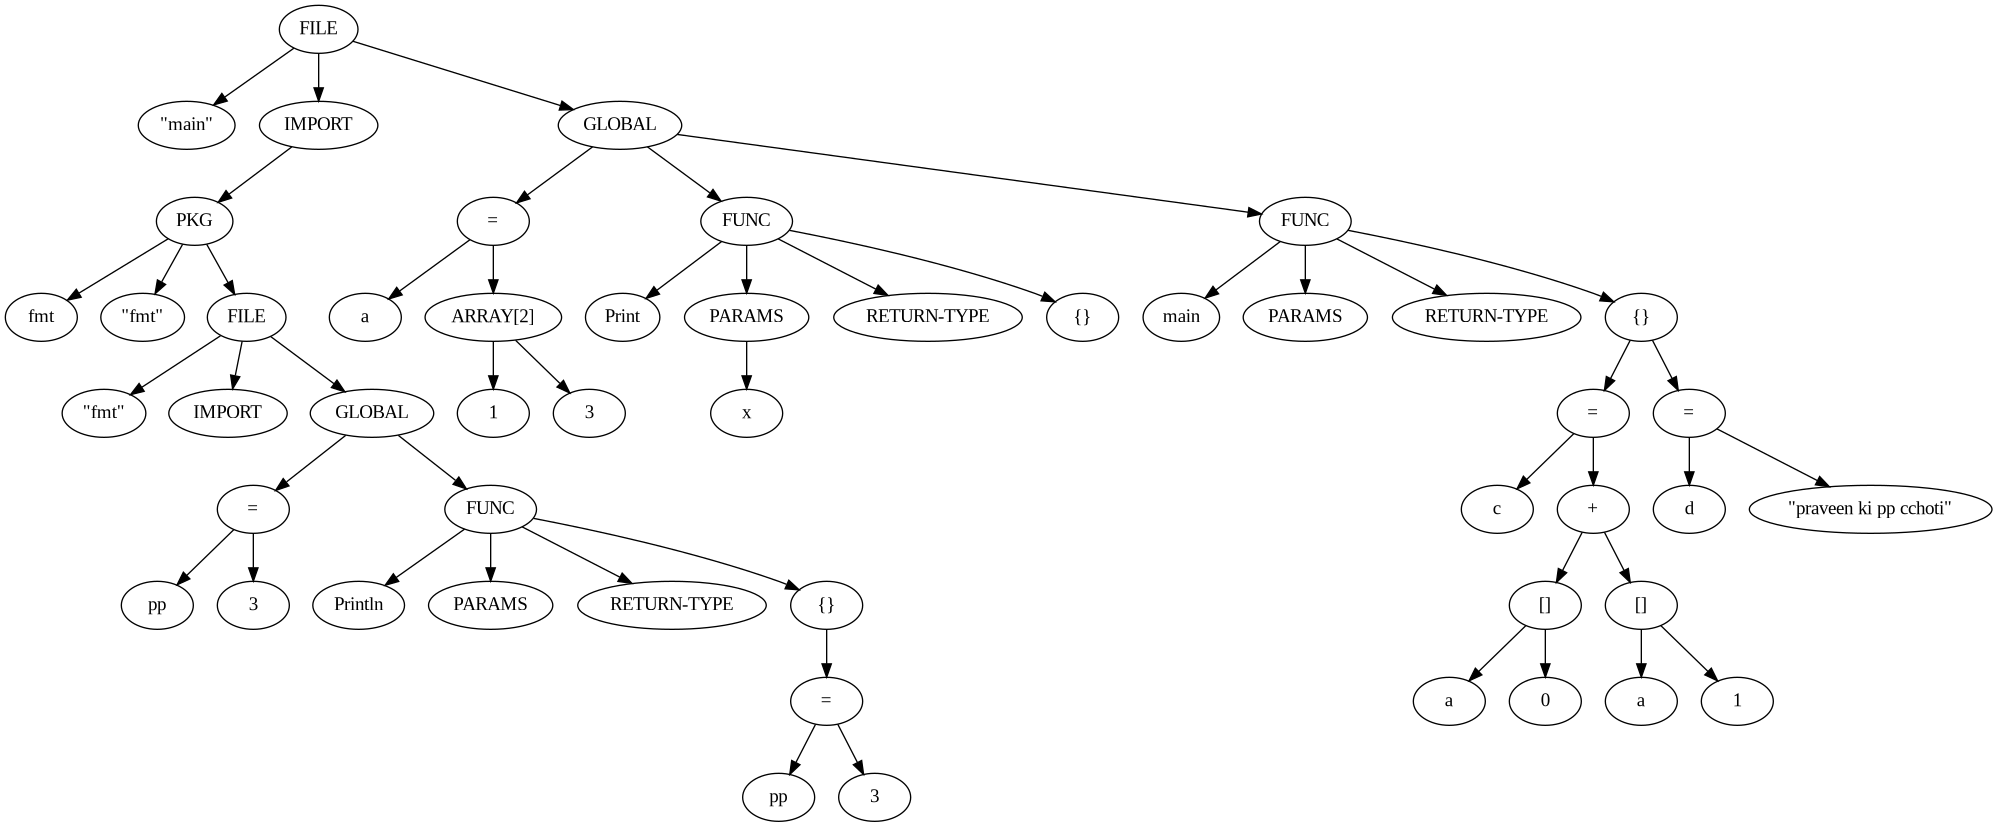 FILE
"main" IMPORT GLOBAL
PKG = FUNC FUNC
fmt "fmt" FILE a ARRAY[2] Print PARAMS RETURN-TYPE {} main PARAMS RETURN-TYPE {}
"fmt" IMPORT GLOBAL 1 3 x = =
= FUNC c + d "praveen ki pp cchoti"
pp 3 Println PARAMS RETURN-TYPE {} [] []
= a 0 a 1
pp 3